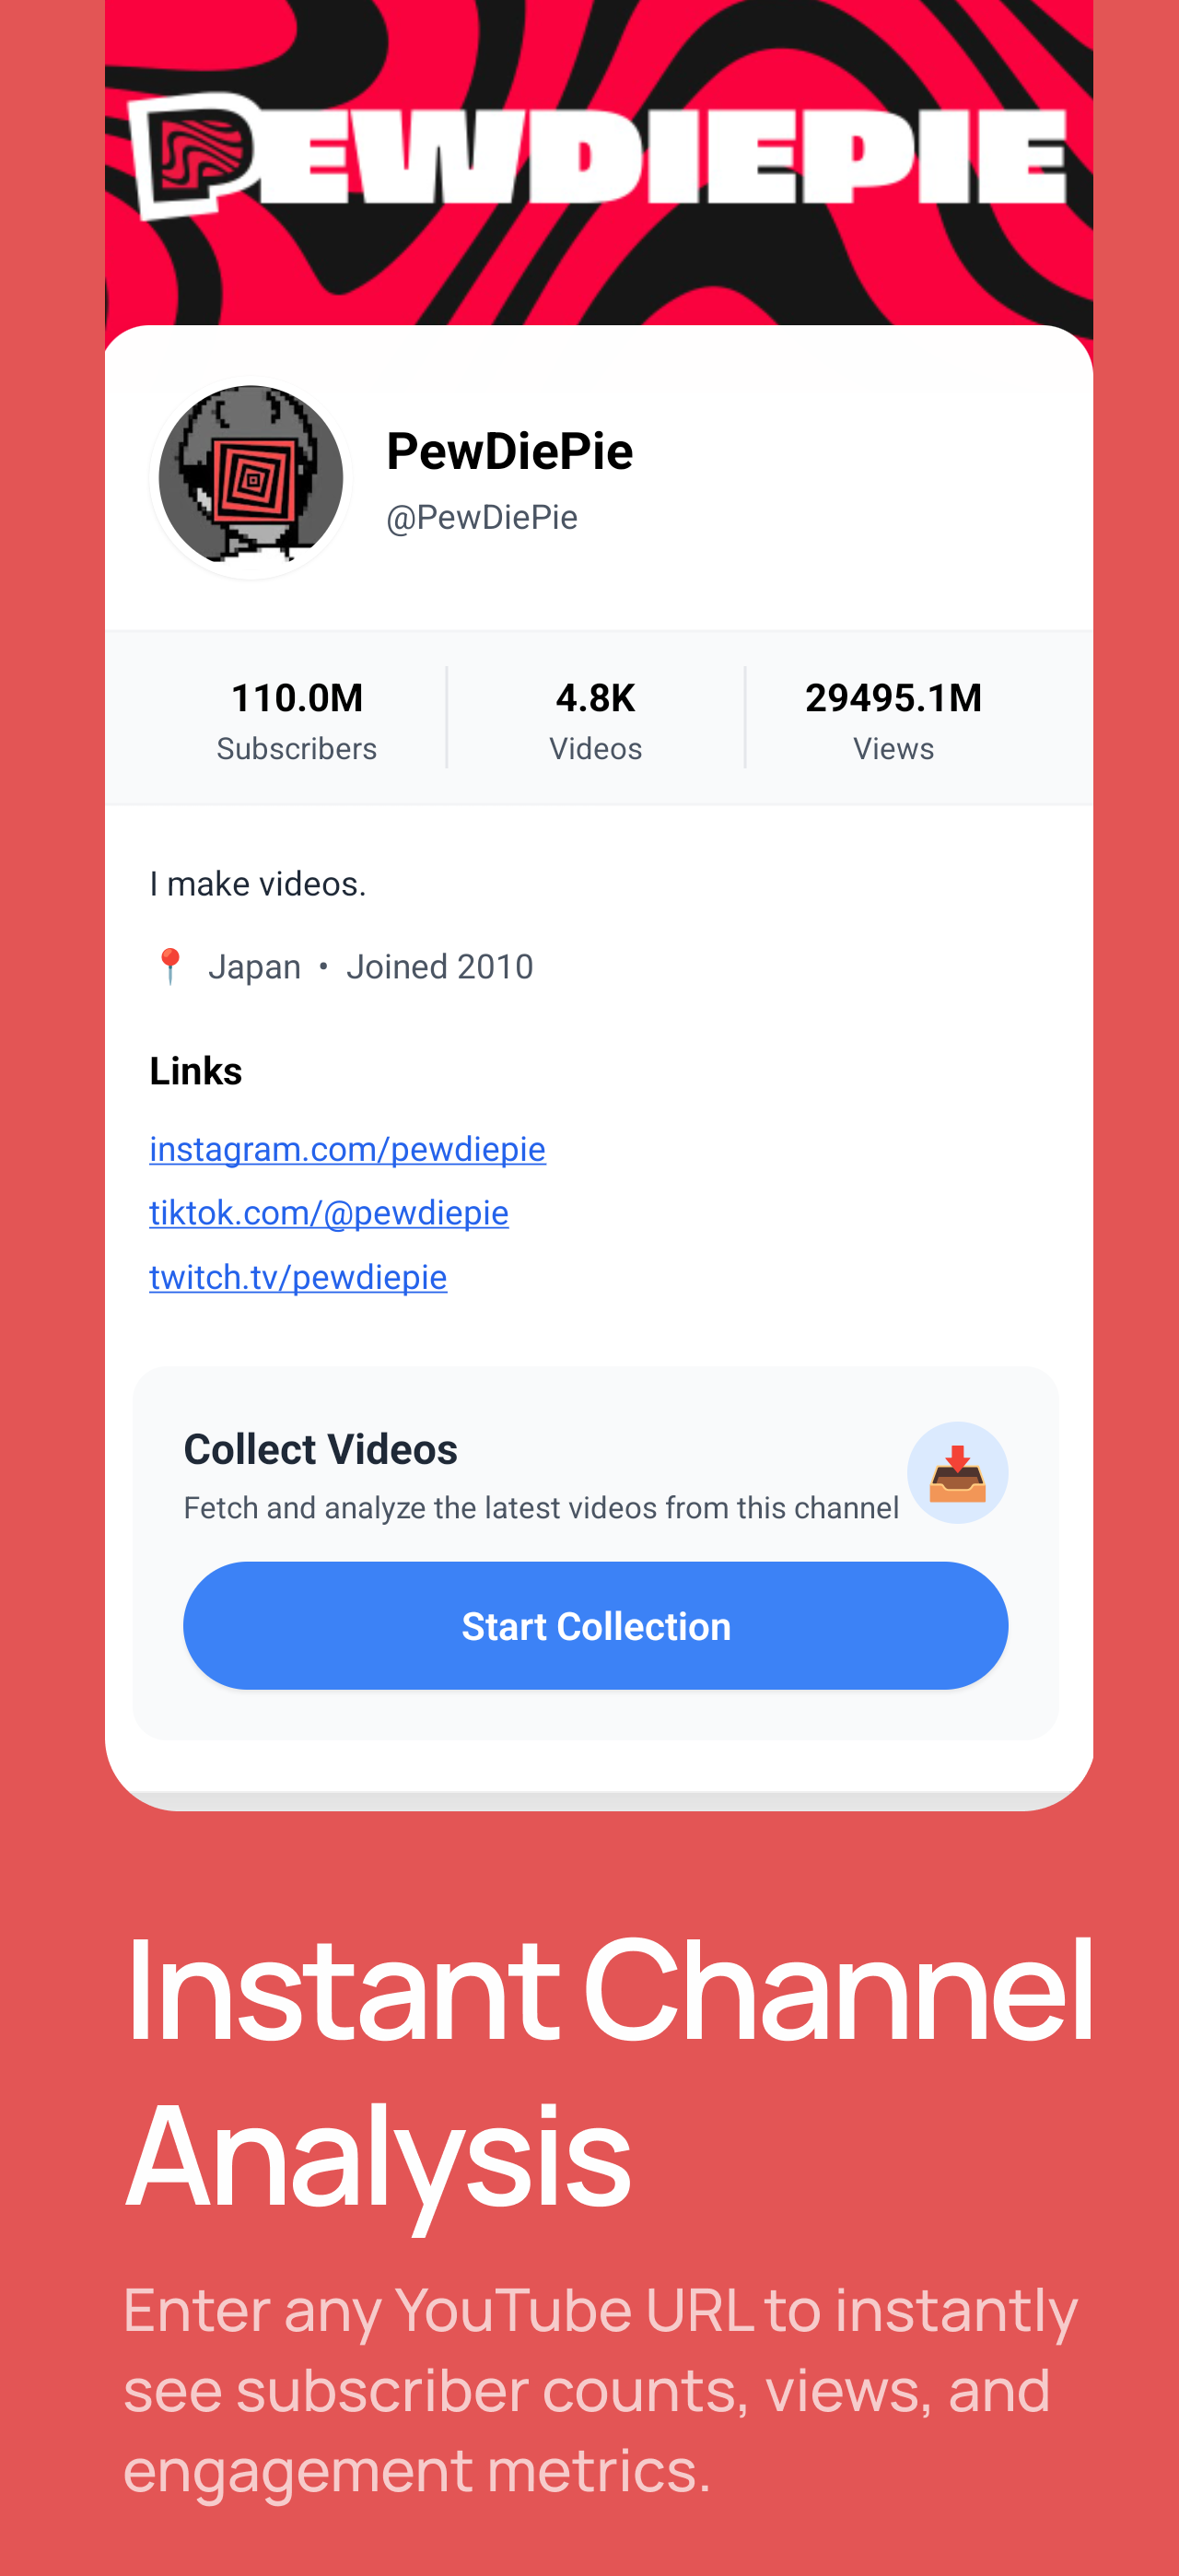 PEWDIEPIE
PewDiePie
@PewDiePie
110.0M
Subscribers
4.8K
Videos
29495.1M
Views
I make videos.
📍 Japan • Joined 2010
Links
instagram.com/pewdiepie
tiktok.com/@pewdiepie
twitch.tv/pewdiepie
Collect Videos
Fetch and analyze the latest videos from this channel
Start Collection
Instant Channel
Analysis
Enter any YouTube URL to instantly
see subscriber counts, views, and
engagement metrics.